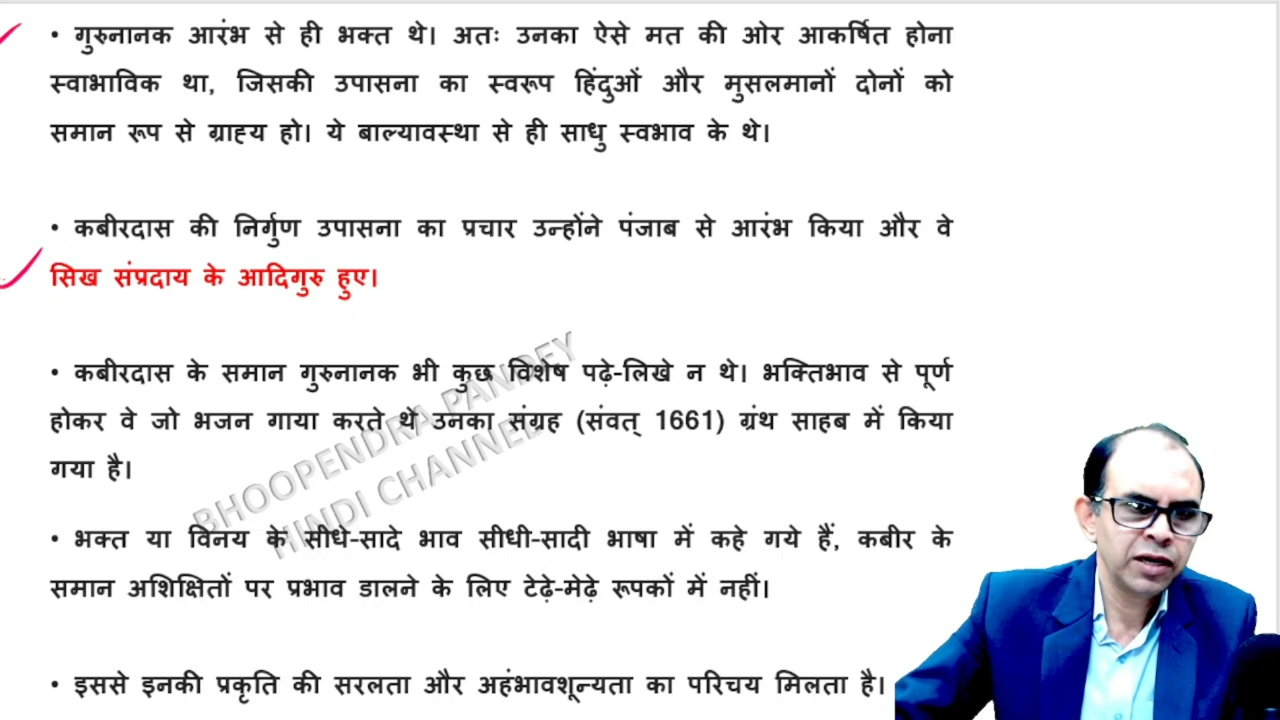 • गुरुनानक आरंभ से ही भक्त थे। अतः उनका ऐसे मत की ओर आकर्षित होना
स्वाभाविक था, जिसकी उपासना का स्वरूप हिंदुओं और मुसलमानों दोनों को
समान रूप से ग्राह्य हो। ये बाल्यावस्था से ही साधु स्वभाव के थे।
• कबीरदास की निर्गुण उपासना का प्रचार उन्होंने पंजाब से आरंभ किया और वे
सिख संप्रदाय के आदिगुरु हुए।
• कबीरदास के समान गुरुनानक भी कुछ विशेष पढ़े-लिखे न थे। भक्तिभाव से पूर्ण
होकर वे जो भजन गाया करते थे उनका संग्रह (संवत् 1661) ग्रंथ साहब में किया
गया है।
• भक्त या विनय के सीधे-सादे भाव सीधी-सादी भाषा में कहे गये हैं, कबीर के
समान अशिक्षितों पर प्रभाव डालने के लिए टेढ़े-मेढ़े रूपकों में नहीं।
• इससे इनकी प्रकृति की सरलता और अहंभावशून्यता का परिचय मिलता है।
BHOOPENDRA PANDEY
HINDI CHANNEL